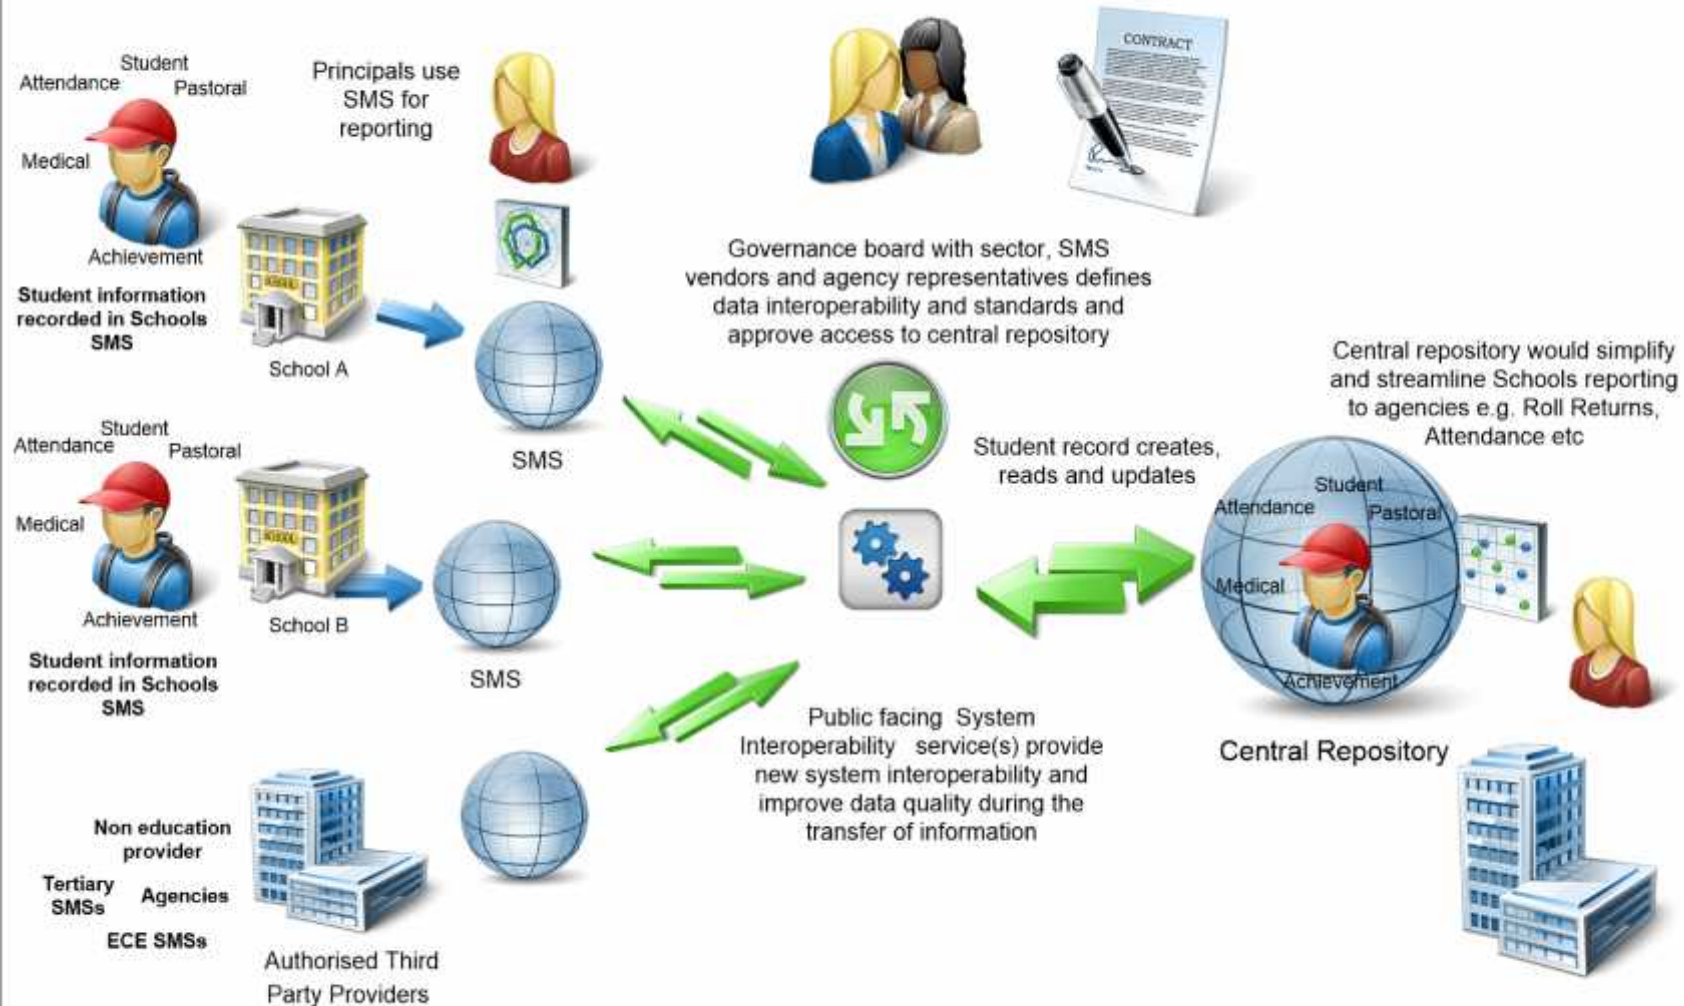 Student
Attendance
Pastoral
Medical
Achievement
Student information
recorded in Schools
SMS
Principals use
SMS for
reporting
SCHOOL
School A
SMS
CONTRACT
Governance board with sector, SMS
vendors and agency representatives defines
data interoperability and standards and
approve access to central repository
Student
Attendance
Pastoral
Medical
Achievement
Student information
recorded in Schools
SMS
SCHOOL
School B
SMS
Student record creates,
reads and updates
Central repository would simplify
and streamline Schools reporting
to agencies e.g. Roll Returns,
Attendance etc
Student
Attendance
Pastoral
Medical
Achievement
Central Repository
Public facing System
Interoperability service(s) provide
new system interoperability and
improve data quality during the
transfer of information
Non education
provider
Tertiary
SMSs
Agencies
ECE SMSs
Authorised Third
Party Providers